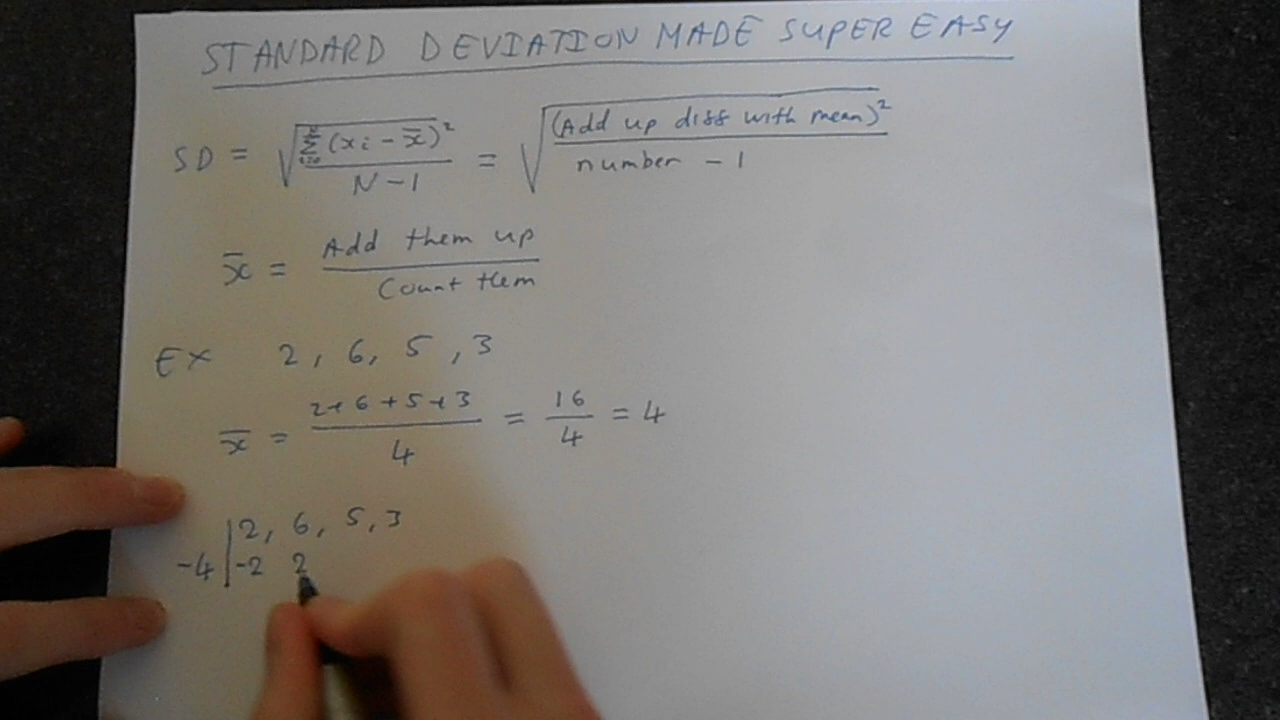 STANDARD DEVIATION MADE SUPER EASY
SD = √(Σ(xi - x̄)² / N - 1) = √((Add up diff with mean)² / number - 1)
x̄ = Add them up / Count them
EX 2, 6, 5, 3
x̄ = 2+6+5+3 / 4 = 16 / 4 = 4
2, 6, 5, 3
-4 | -2 2